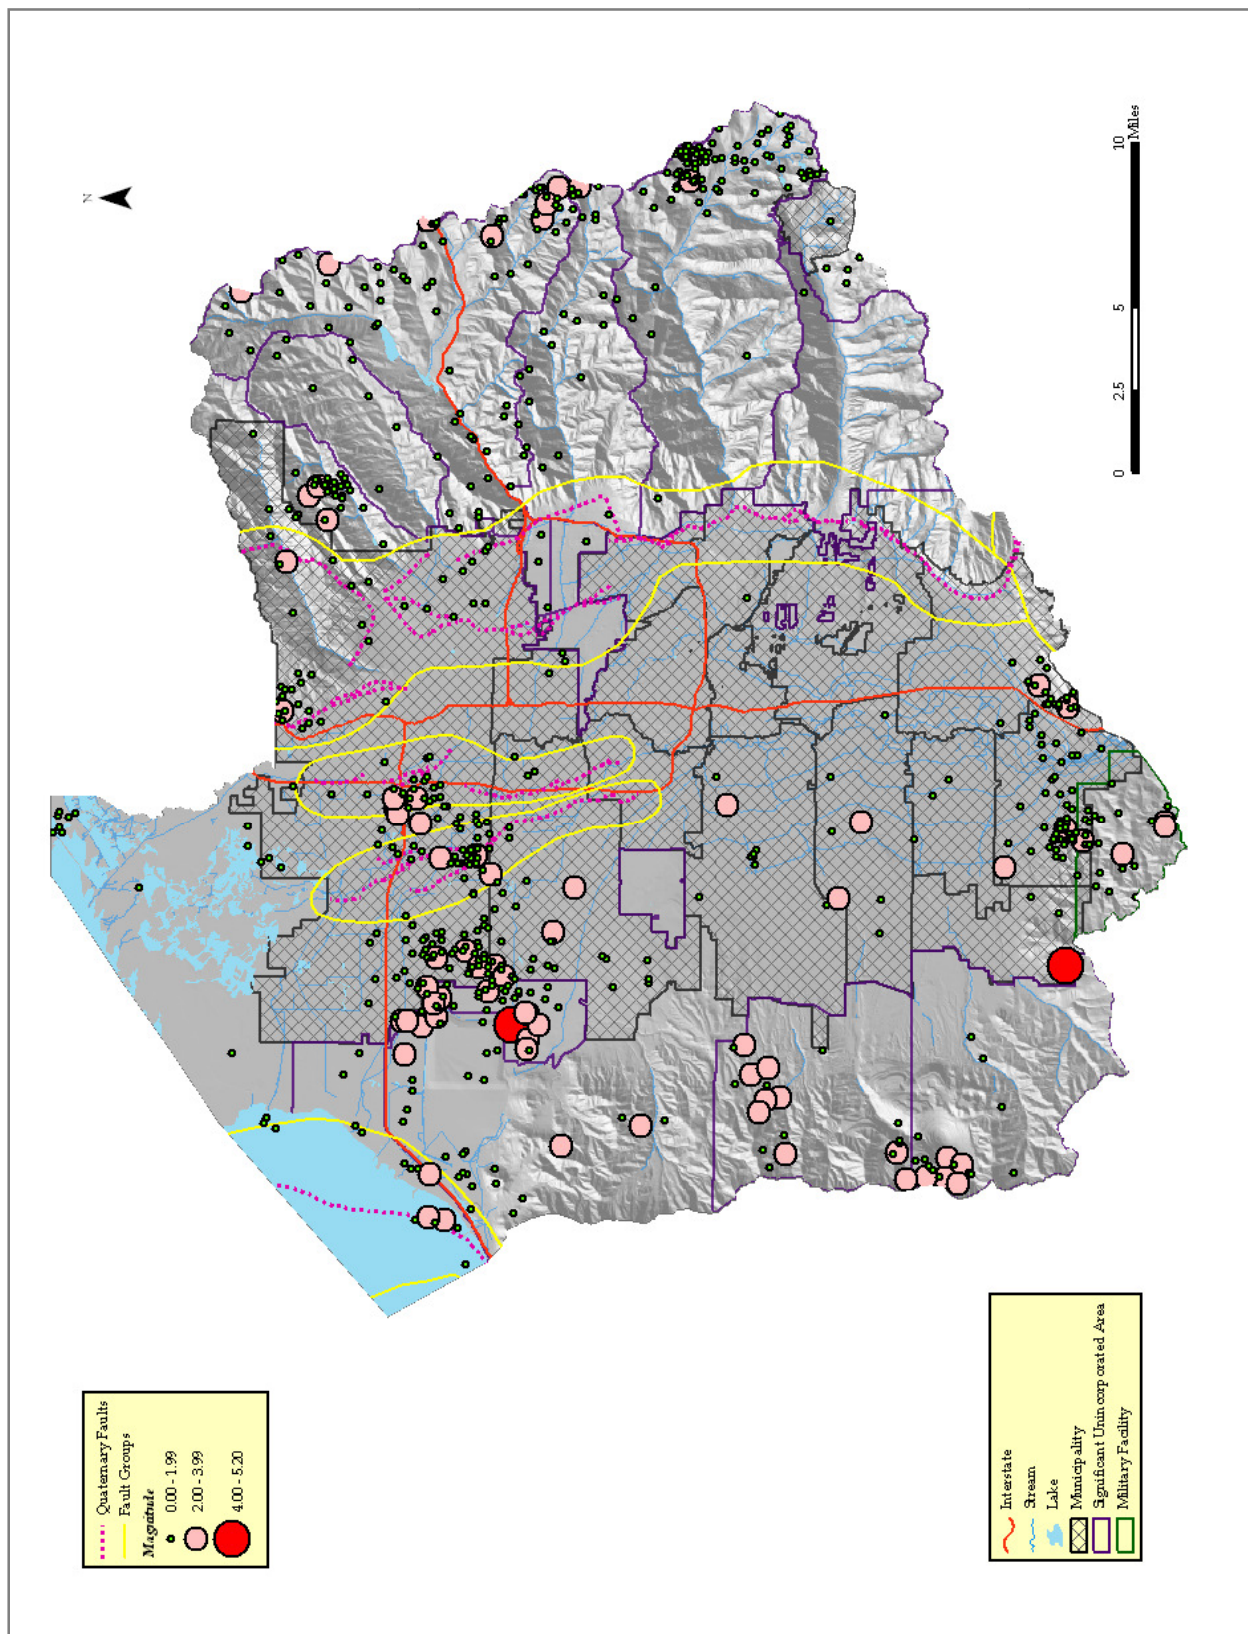 Quaternary Faults
Fault Groups
Magnitude
0.00 - 1.99
2.00 - 3.99
4.00 - 5.20
N
0
2.5
5
10
Miles
Interstate
Stream
Lake
Municipality
Significant Unincorporated Area
Military Facility